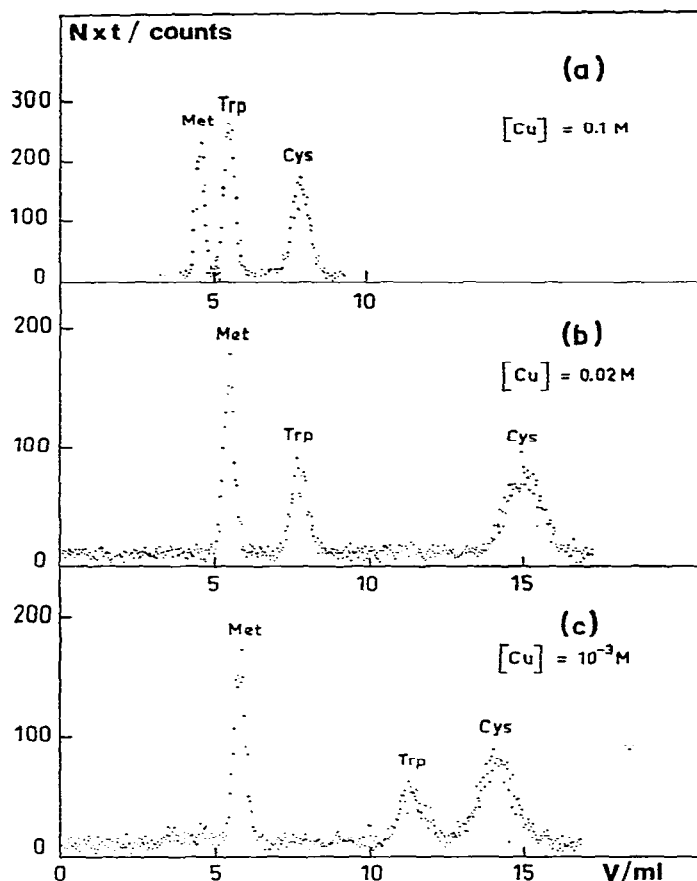 N x t / counts
(a)
[Cu] = 0.1 M
300
200
100
0
Met
Trp
Cys
5
10
(b)
[Cu] = 0.02 M
200
100
0
Met
Trp
Cys
5
10
15
(c)
[Cu] = 10⁻³ M
200
100
0
Met
Trp
Cys
0
5
10
15
V/ml